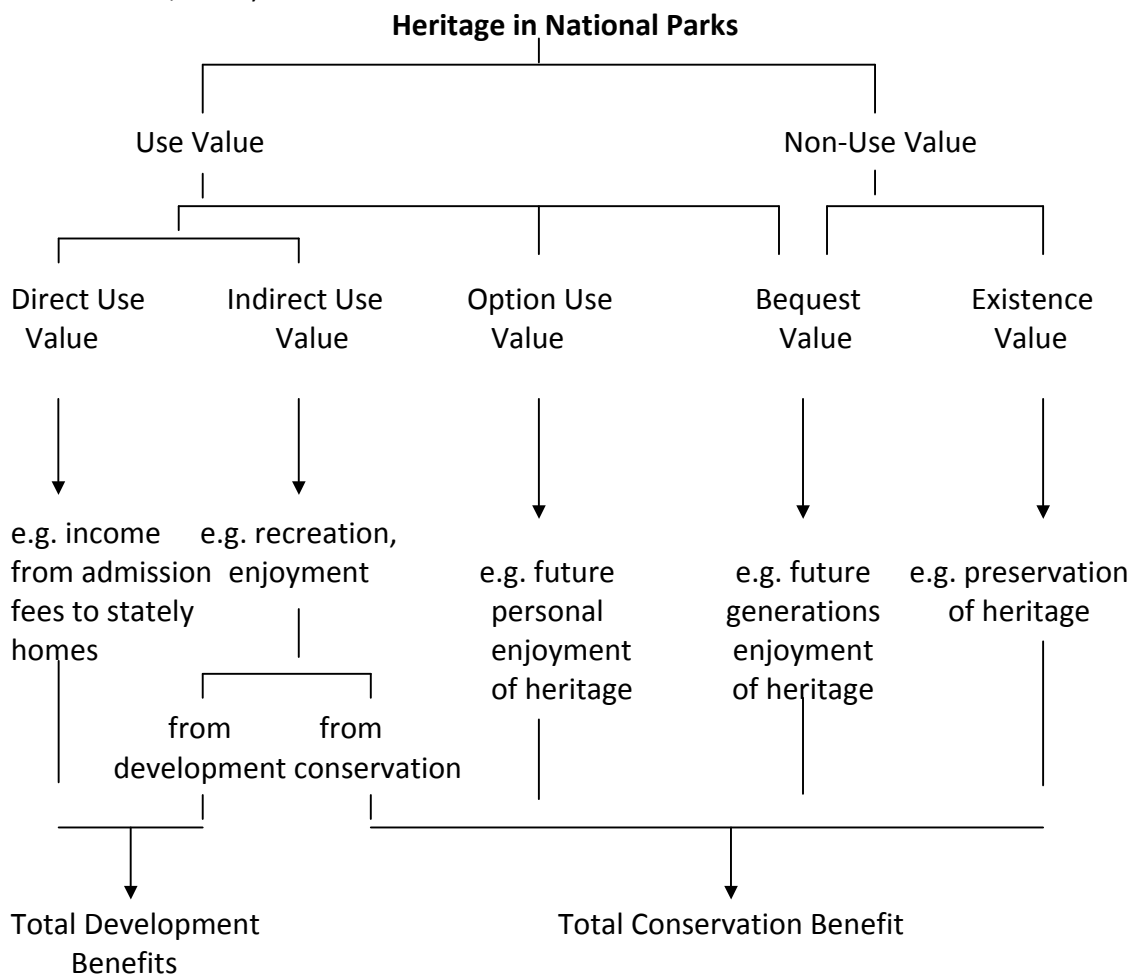 Heritage in National Parks
Use Value Non-Use Value
Direct Use Indirect Use Option Use Bequest Existence
Value Value Value Value Value
e.g. income e.g. recreation,
from admission enjoyment e.g. future e.g. future e.g. preservation
fees to stately personal generations of heritage
homes enjoyment enjoyment
of heritage of heritage
from from
development conservation
Total Development Total Conservation Benefit
Benefits